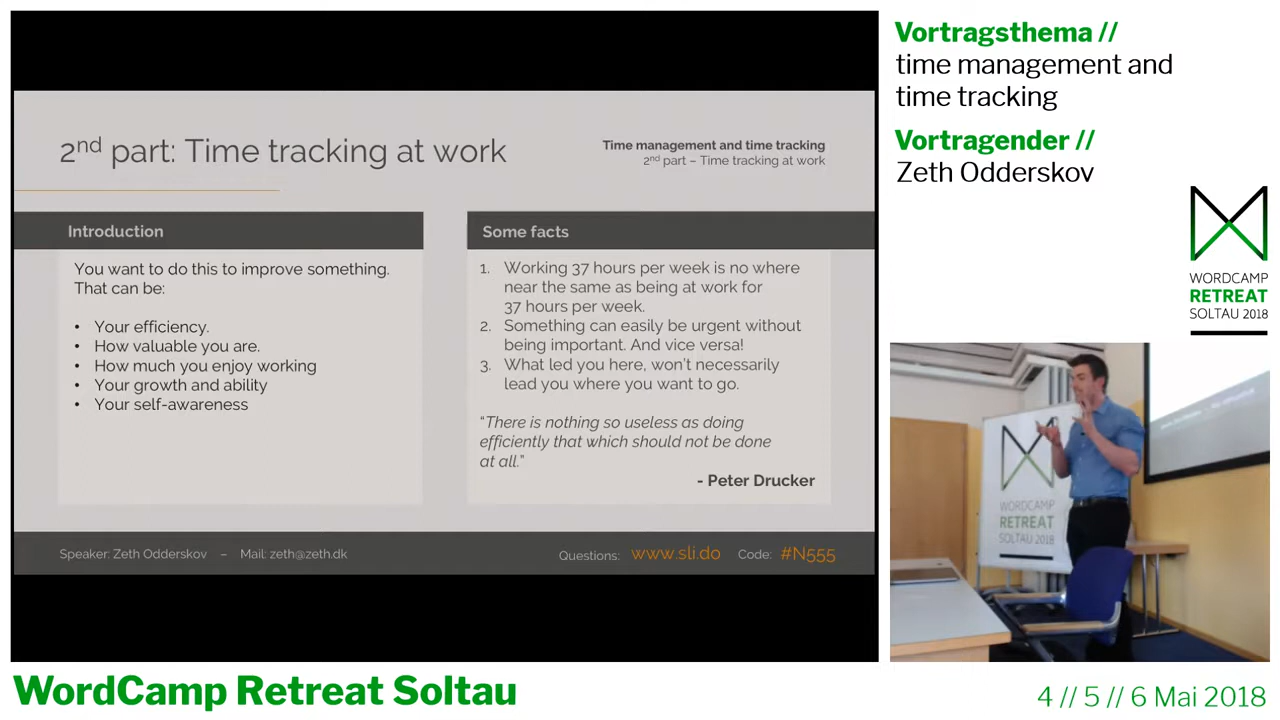 2nd part: Time tracking at work
Time management and time tracking
2nd part – Time tracking at work
Introduction
You want to do this to improve something.
That can be:
• Your efficiency.
• How valuable you are.
• How much you enjoy working
• Your growth and ability
• Your self-awareness
Some facts
1. Working 37 hours per week is no where
near the same as being at work for
37 hours per week.
2. Something can easily be urgent without
being important. And vice versa!
3. What led you here, won't necessarily
lead you where you want to go.
“There is nothing so useless as doing
efficiently that which should not be done
at all.”
- Peter Drucker
Speaker: Zeth Odderskov – Mail: zeth@zeth.dk
Questions: www.sli.do Code: #N555
Vortragsthema //
time management and
time tracking
Vortragender //
Zeth Odderskov
WORDCAMP
RETREAT
SOLTAU 2018
WORDCAMP
RETREAT
SOLTAU 2018
WordCamp Retreat Soltau
4 // 5 // 6 Mai 2018